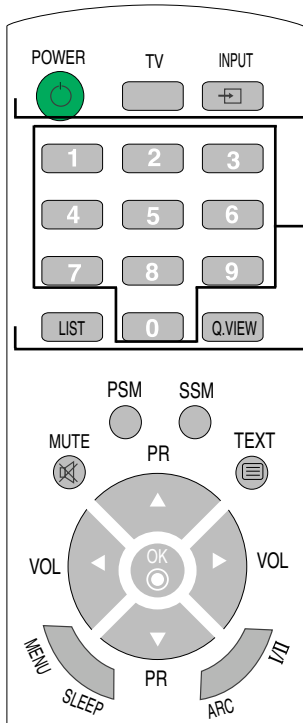 POWER TV INPUT
1 2 3
4 5 6
7 8 9
LIST 0 Q.VIEW
PSM SSM
MUTE PR TEXT
OK
VOL VOL
MENU PR I/II
SLEEP ARC